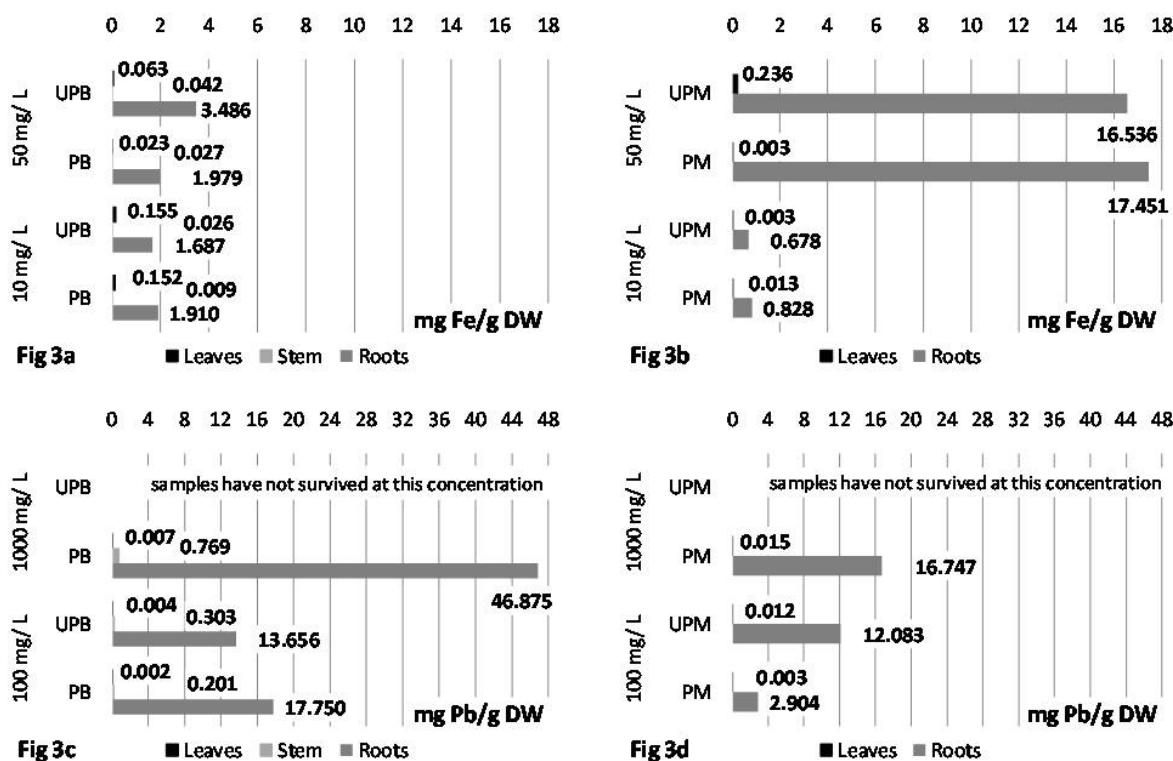 0 2 4 6 8 10 12 14 16 18
50 mg/ L
UPB
0.063
0.042
3.486
PB
0.023
0.027
1.979
10 mg/ L
UPB
0.155
0.026
1.687
PB
0.152
0.009
1.910
mg Fe/g DW
Fig 3a
Leaves Stem Roots
0 2 4 6 8 10 12 14 16 18
50 mg/ L
UPM
0.236
16.536
PM
0.003
17.451
10 mg/ L
UPM
0.003
0.678
PM
0.013
0.828
mg Fe/g DW
Fig 3b
Leaves Roots
0 4 8 12 16 20 24 28 32 36 40 44 48
1000 mg/ L
UPB
samples have not survived at this concentration
PB
0.007
0.769
46.875
100 mg/ L
UPB
0.004
0.303
13.656
PB
0.002
0.201
17.750
mg Pb/g DW
Fig 3c
Leaves Stem Roots
0 4 8 12 16 20 24 28 32 36 40 44 48
1000 mg/ L
UPM
samples have not survived at this concentration
PM
0.015
16.747
100 mg/ L
UPM
0.012
12.083
PM
0.003
2.904
mg Pb/g DW
Fig 3d
Leaves Roots